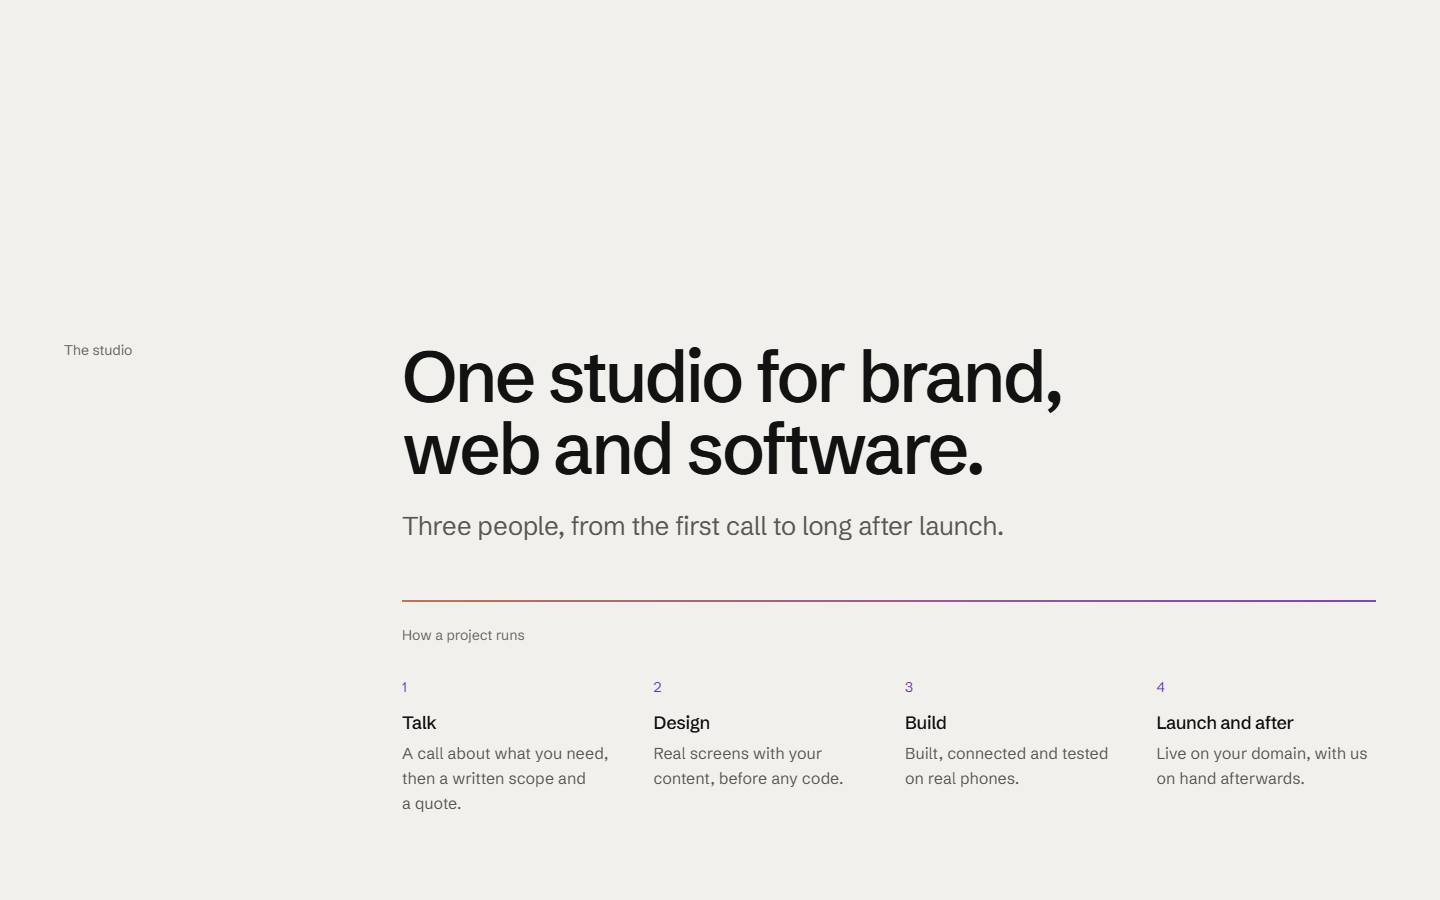 The studio
One studio for brand,
web and software.
Three people, from the first call to long after launch.
How a project runs
1
Talk
A call about what you need,
then a written scope and
a quote.
2
Design
Real screens with your
content, before any code.
3
Build
Built, connected and tested
on real phones.
4
Launch and after
Live on your domain, with us
on hand afterwards.